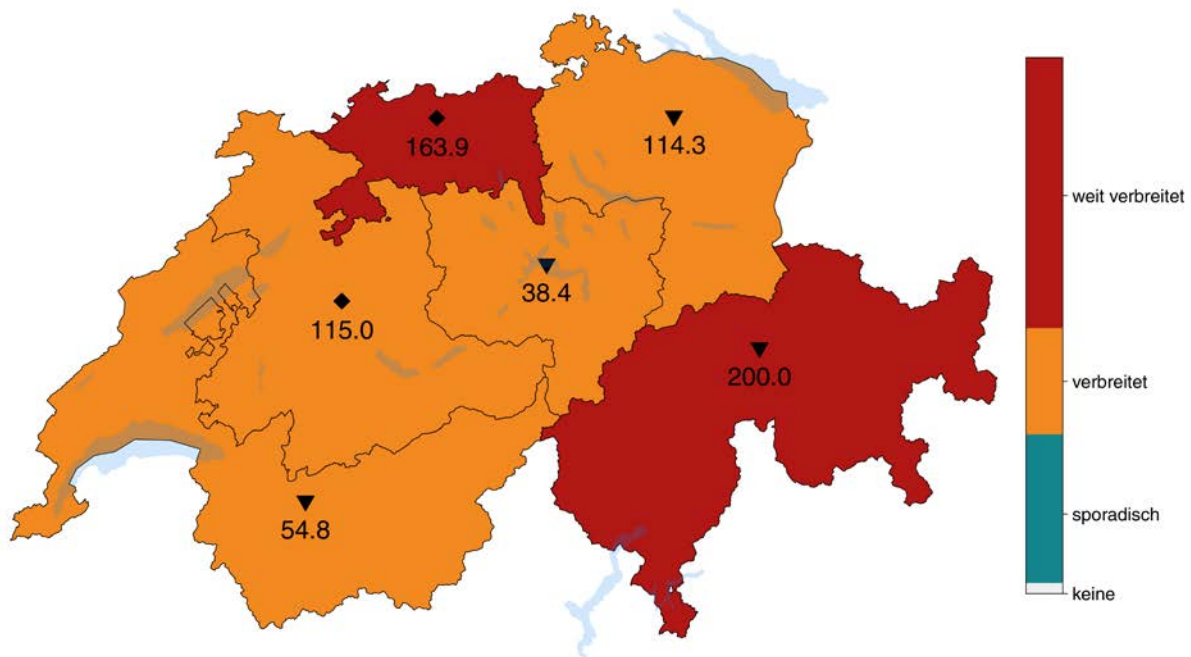 163.9
114.3
38.4
115.0
200.0
54.8
weit verbreitet
verbreitet
sporadisch
keine